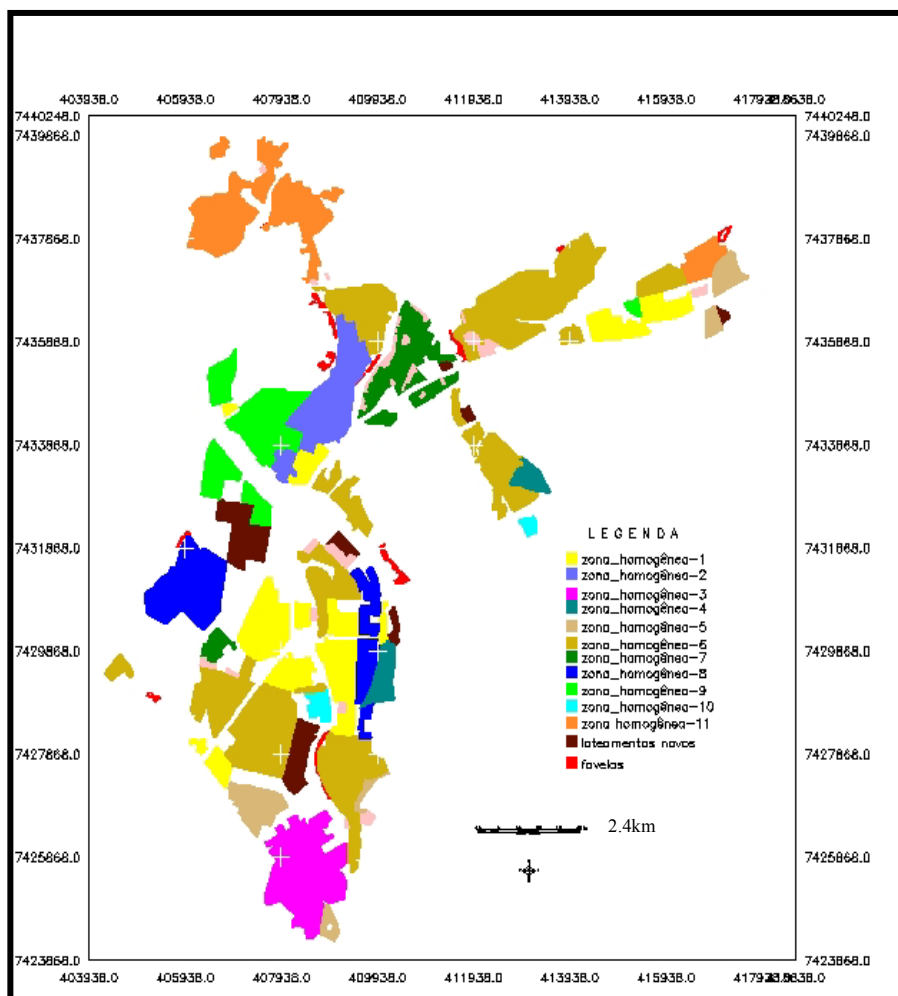 403938.0 405938.0 407938.0 409938.0 411938.0 413938.0 415938.0
7440248.0 7440248.0
7439868.0 7439868.0
7437868.0 7437868.0
7435868.0 7435868.0
7433868.0 7433868.0
7431868.0 7431868.0
7429868.0 7429868.0
7427868.0 7427868.0
7425868.0 7425868.0
7423868.0 7423868.0
LEGENDA
zona_homogênea-1
zona_homogênea-2
zona_homogênea-3
zona_homogênea-4
zona_homogênea-5
zona_homogênea-6
zona_homogênea-7
zona_homogênea-8
zona_homogênea-9
zona_homogênea-10
zona homogênea-11
loteamentos novos
favelas
2.4km
403938.0 405938.0 407938.0 409938.0 411938.0 413938.0 415938.0